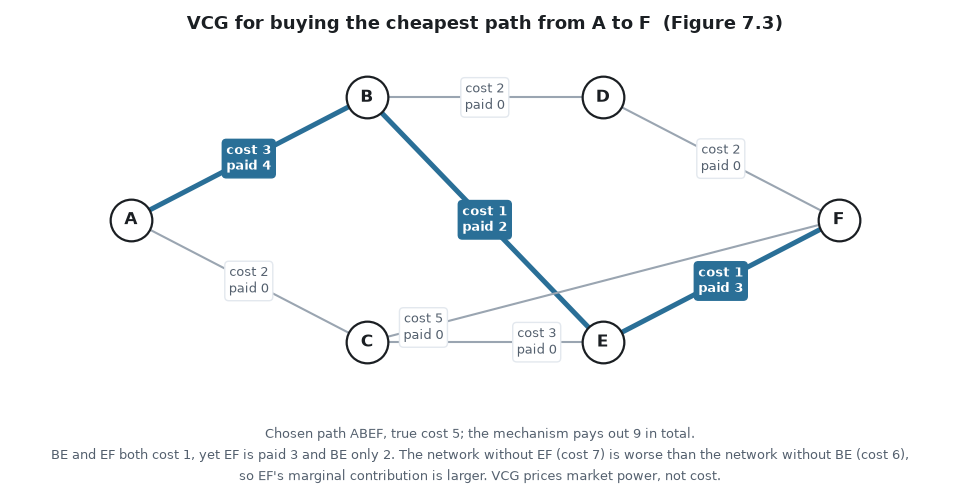 VCG for buying the cheapest path from A to F  (Figure 7.3)
B
cost 2
paid 0
D
cost 3
paid 4
cost 2
paid 0
A
cost 1
paid 2
F
cost 2
paid 0
cost 1
paid 3
cost 5
paid 0
C
cost 3
paid 0
E
Chosen path ABEF, true cost 5; the mechanism pays out 9 in total.
BE and EF both cost 1, yet EF is paid 3 and BE only 2. The network without EF (cost 7) is worse than the network without BE (cost 6),
so EF's marginal contribution is larger. VCG prices market power, not cost.